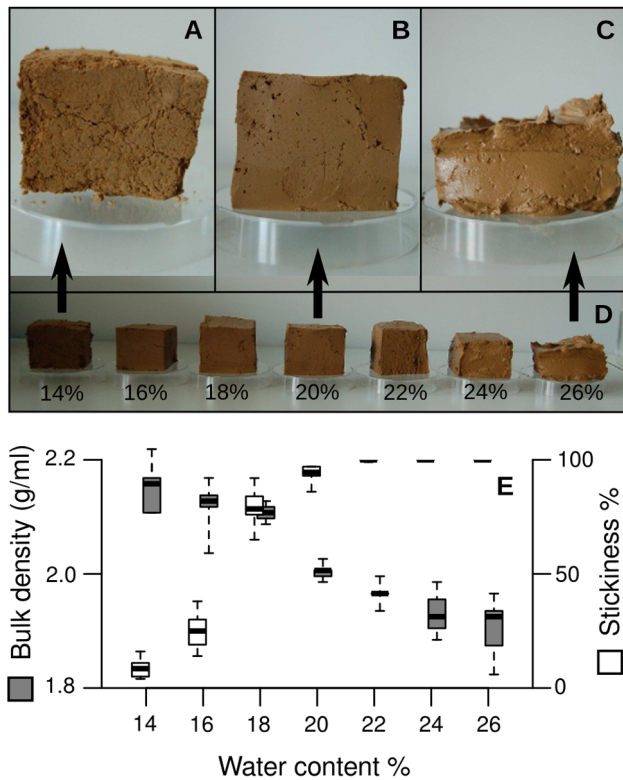 A B C
D
14% 16% 18% 20% 22% 24% 26%
E
Bulk density (g/ml)
2.2
2.0
1.8
100
50
0
Stickiness %
14 16 18 20 22 24 26
Water content %